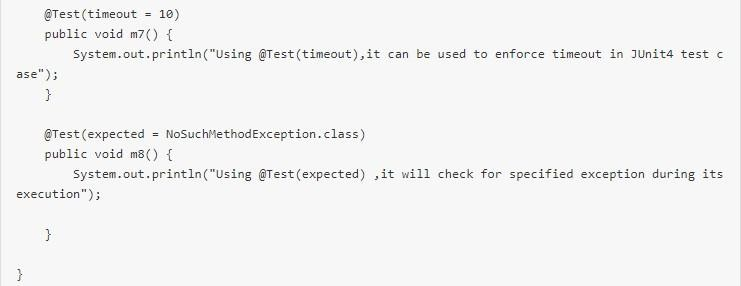 @Test(timeout = 10)
public void m7() {
System.out.println("Using @Test(timeout),it can be used to enforce timeout in JUnit4 test c
ase");
}
@Test(expected = NoSuchMethodException.class)
public void m8() {
System.out.println("Using @Test(expected) ,it will check for specified exception during its
execution");
}
}